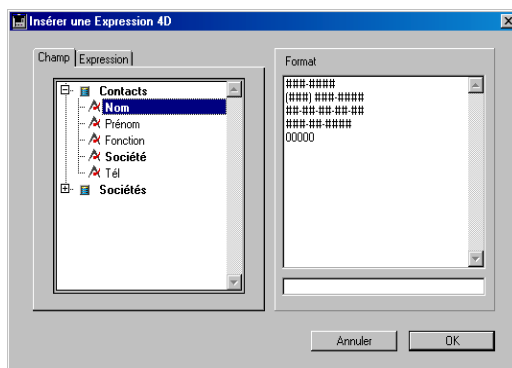 Insérer une Expression 4D
Champ
Expression
Contacts
Nom
Prénom
Fonction
Société
Tél
Sociétés
Format
###-####
(###) ###-####
##-##-##-##-##
###-##-####
00000
Annuler
OK